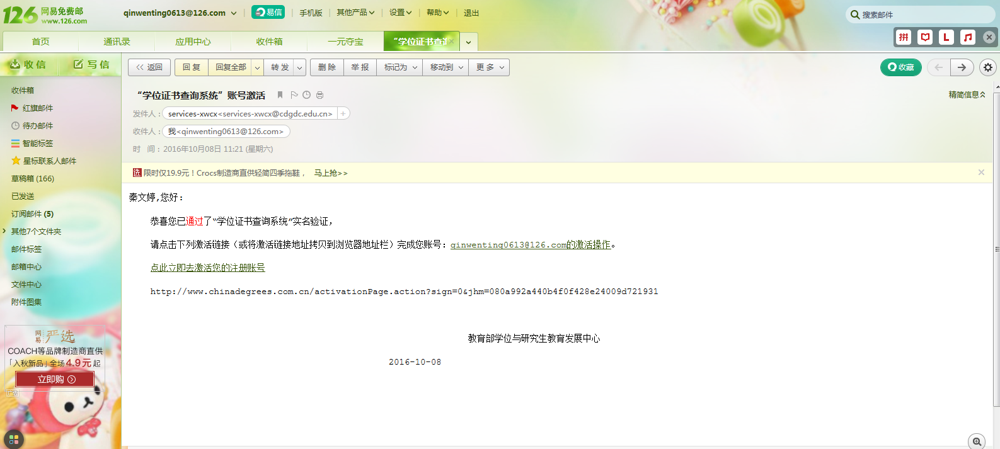 126 网易免费邮
www.126.com
qinwenting0613@126.com
易信
手机版
其他产品
设置
帮助
退出
搜索邮件
首页
通讯录
应用中心
收件箱
一元夺宝
“学位证书查询
拼
L
收 信
写 信
返回
回 复
回复全部
转 发
删 除
举 报
标记为
移动到
更 多
收藏
“学位证书查询系统”账号激活
精简信息
发件人：services-xwcx<services-xwcx@cdgdc.edu.cn> +
收件人：我<qinwenting0613@126.com>
时 间：2016年10月08日 11:21 (星期六)
选 限时仅19.9元！Crocs制造商直供轻简四季拖鞋， 马上抢>>
收件箱
红旗邮件
待办邮件
智能标签
星标联系人邮件
草稿箱 (166)
已发送
订阅邮件 (5)
其他7个文件夹
邮件标签
邮箱中心
文件中心
附件图集
网易严选
COACH等品牌制造商直供
「入秋新品」全场4.9元起
立即购
广告
秦文婷,您好：
恭喜您已通过了“学位证书查询系统”实名验证，
请点击下列激活链接（或将激活链接地址拷贝到浏览器地址栏）完成您账号：qinwenting0613@126.com的激活操作。
点此立即去激活您的注册账号
http://www.chinadegrees.com.cn/activationPage.action?sign=0&jhm=080a992a440b4f0f428e24009d721931
教育部学位与研究生教育发展中心
2016-10-08